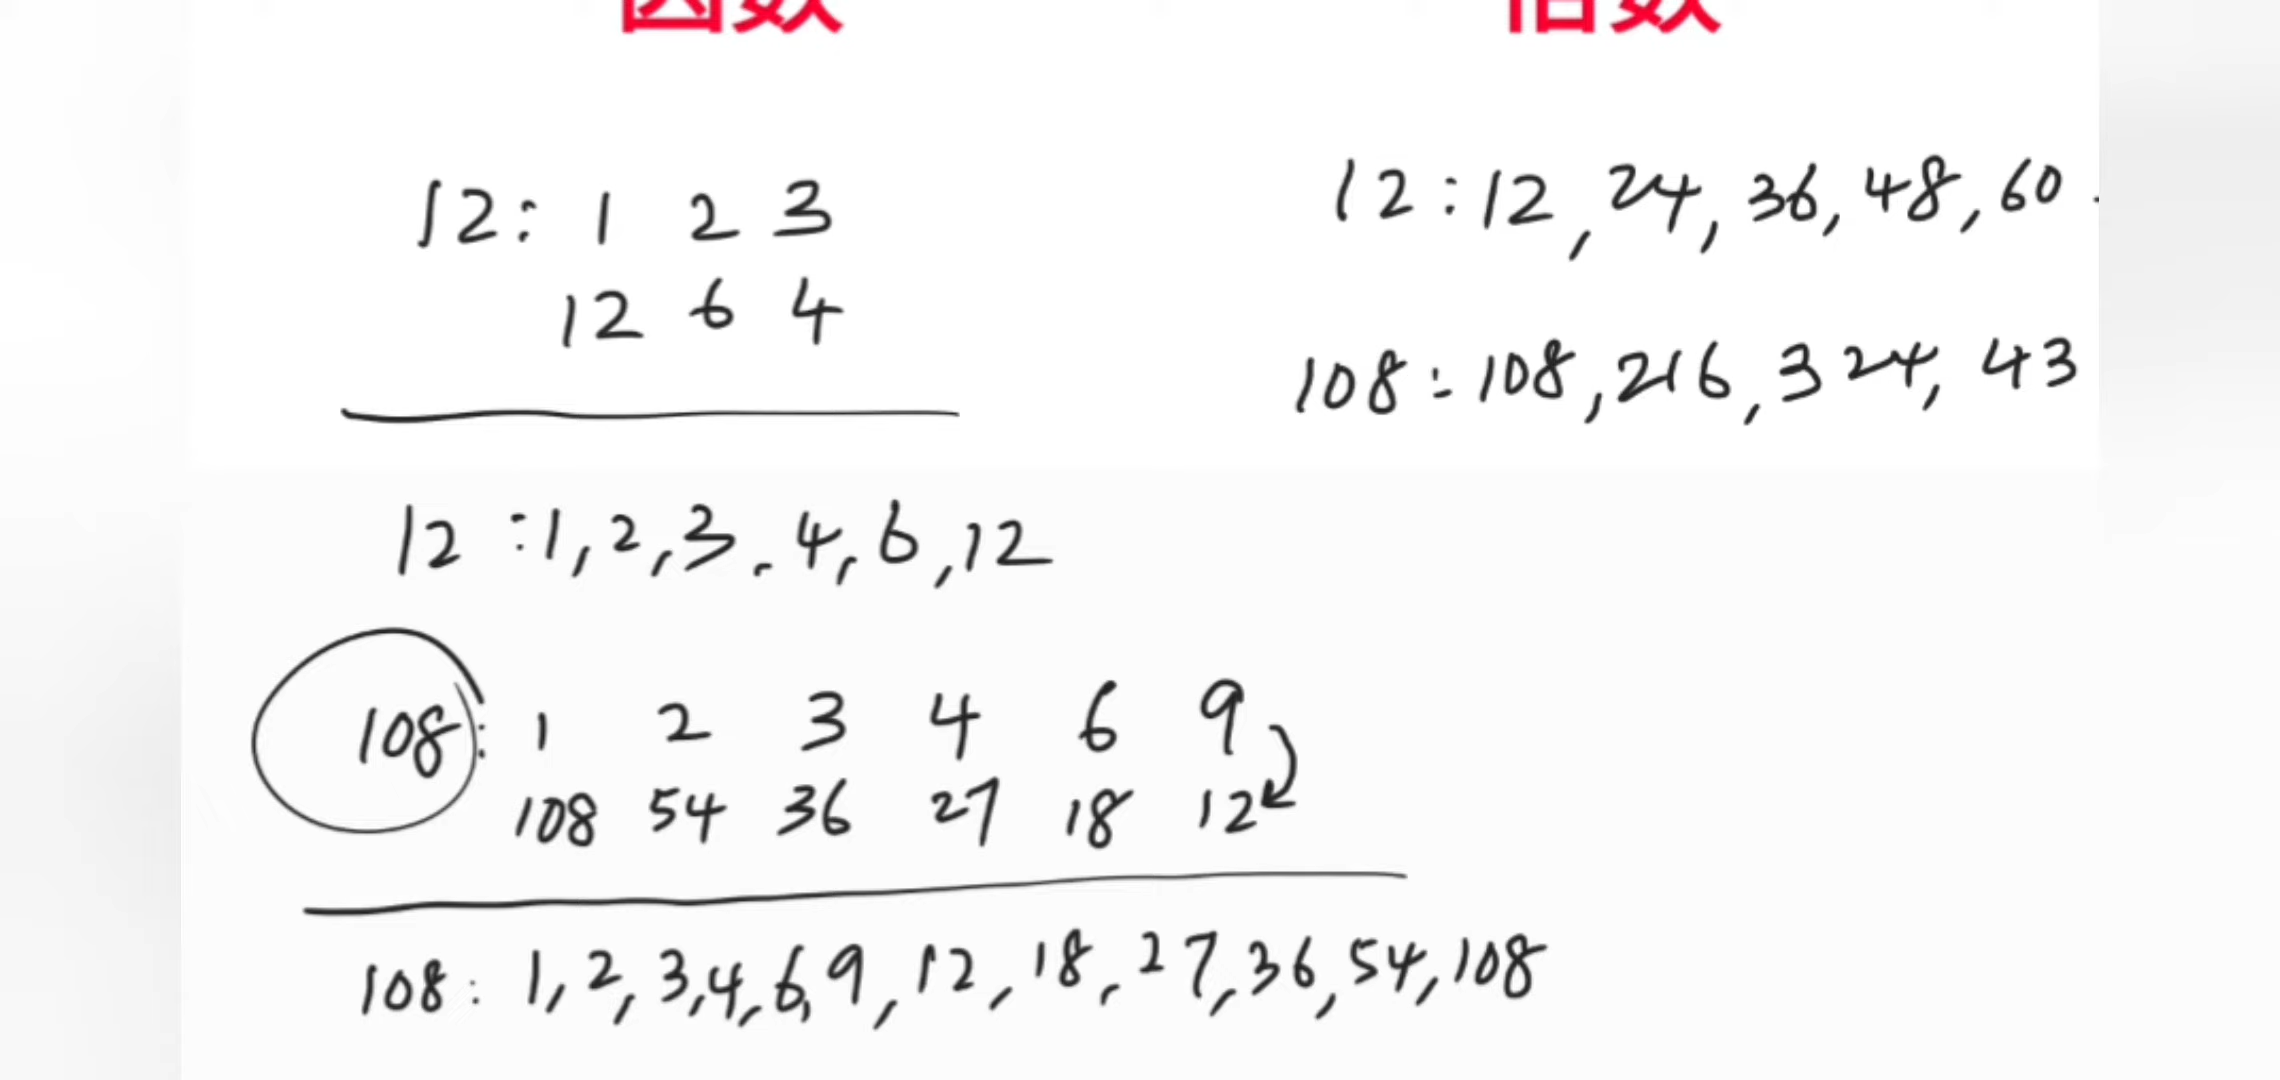 因数
倍数
12: 1 2 3
12 6 4
12:1,2,3.4,6,12
108: 1 2 3 4 6 9
108 54 36 27 18 12
108: 1,2,3,4,6,9,12,18,27,36,54,108
12:12,24,36,48,60
108:108,216,324,43